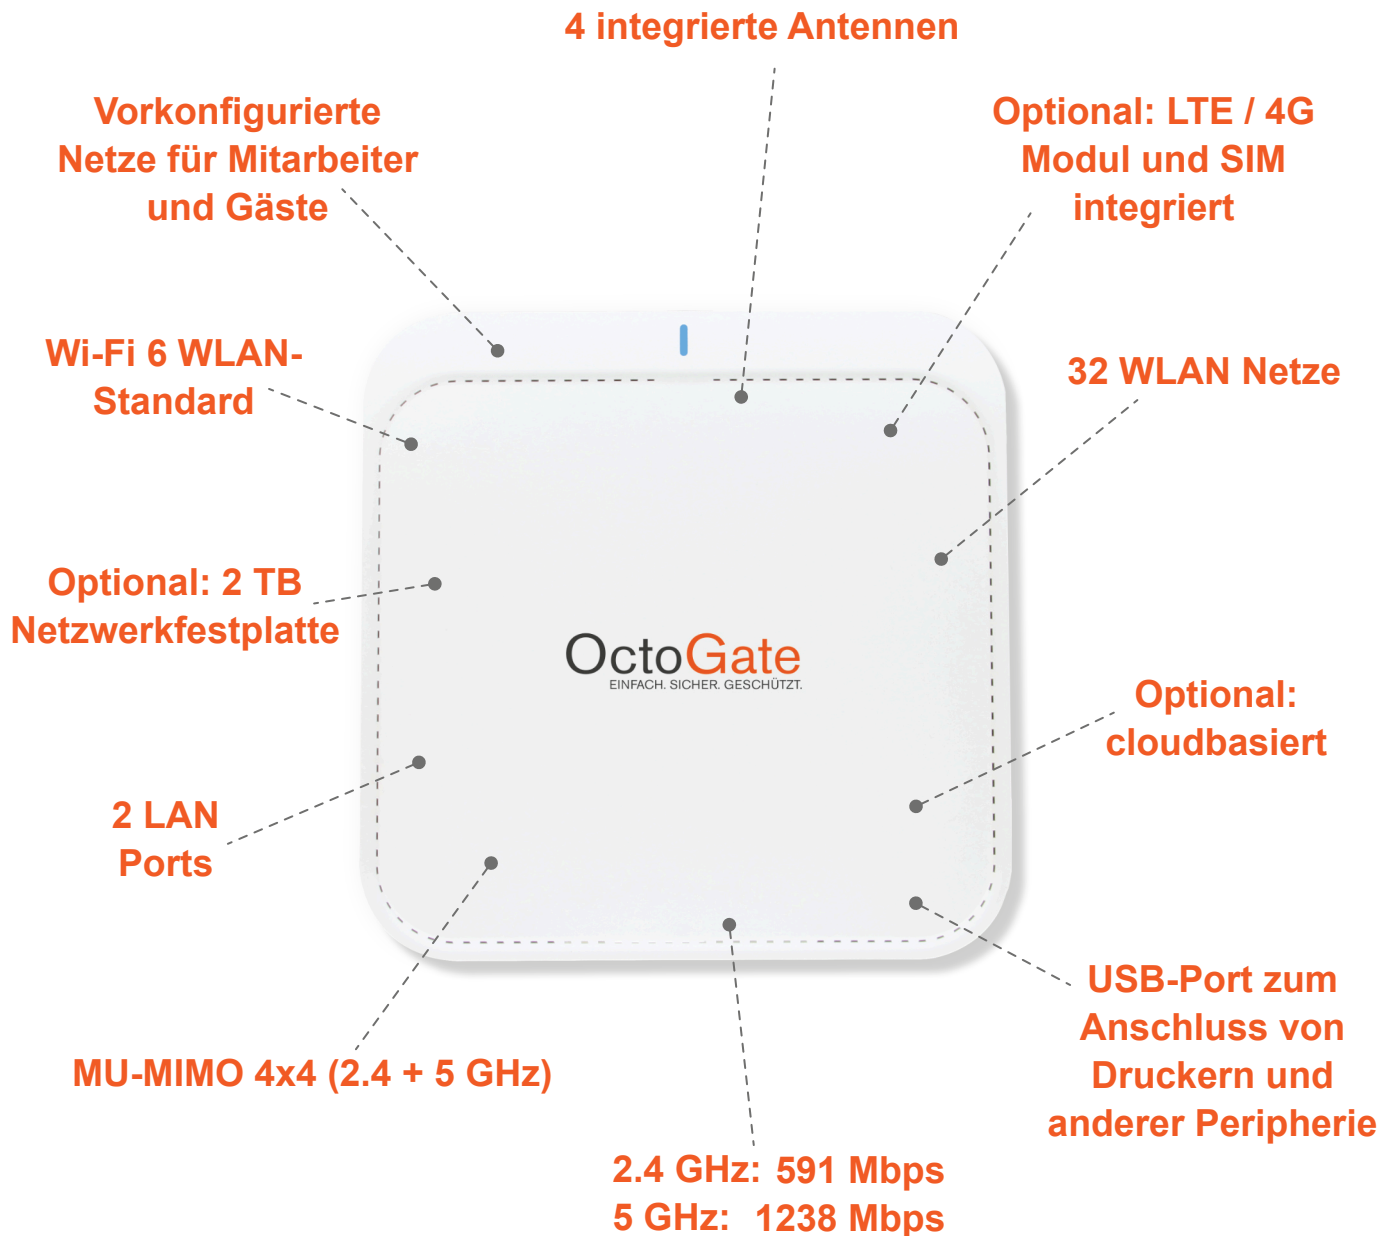 4 integrierte Antennen
Vorkonfigurierte
Netze für Mitarbeiter
und Gäste
Optional: LTE / 4G
Modul und SIM
integriert
Wi-Fi 6 WLAN-
Standard
32 WLAN Netze
Optional: 2 TB
Netzwerkfestplatte
OctoGate
EINFACH. SICHER. GESCHÜTZT.
Optional:
cloudbasiert
2 LAN
Ports
USB-Port zum
Anschluss von
Druckern und
anderer Peripherie
MU-MIMO 4x4 (2.4 + 5 GHz)
2.4 GHz: 591 Mbps
5 GHz: 1238 Mbps